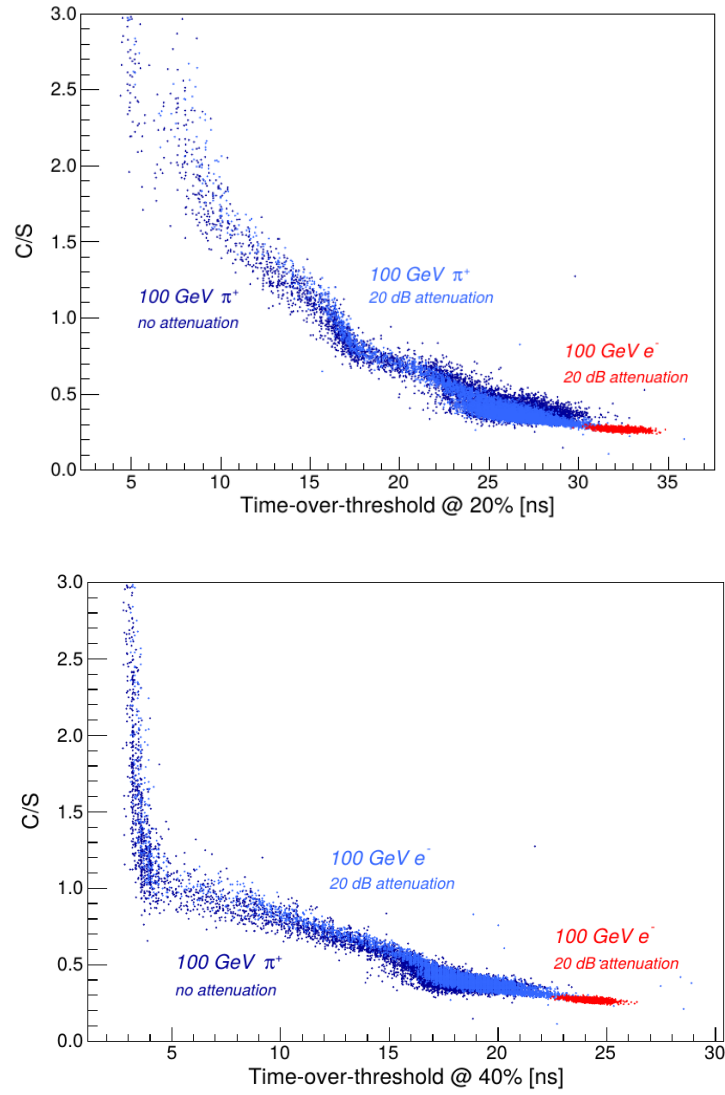 3.0
2.5
2.0
1.5
1.0
0.5
0.0
C/S
100 GeV π+
20 dB attenuation
100 GeV π+
no attenuation
100 GeV e-
20 dB attenuation
5 10 15 20 25 30 35
Time-over-threshold @ 20% [ns]
3.0
2.5
2.0
1.5
1.0
0.5
0.0
C/S
100 GeV e-
20 dB attenuation
100 GeV e-
20 dB attenuation
100 GeV π+
no attenuation
5 10 15 20 25 30
Time-over-threshold @ 40% [ns]